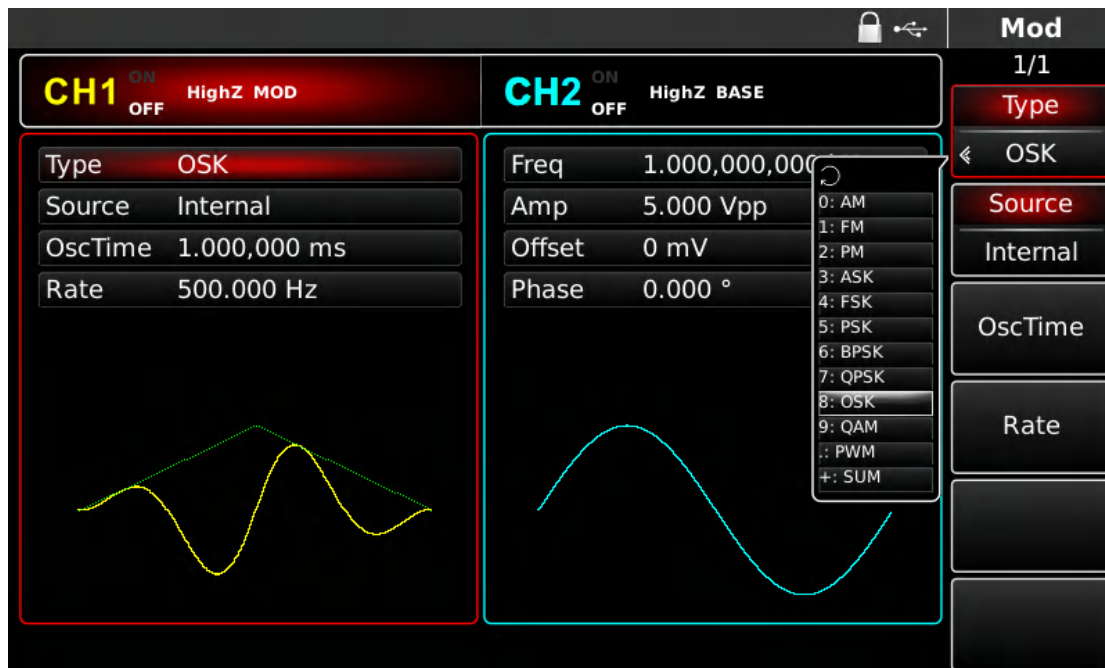 Mod
1/1
CH1 ON OFF HighZ MOD
CH2 ON OFF HighZ BASE
Type OSK
Source Internal
OscTime 1.000,000 ms
Rate 500.000 Hz
Freq 1.000,000,000
Amp 5.000 Vpp
Offset 0 mV
Phase 0.000 °
0: AM
1: FM
2: PM
3: ASK
4: FSK
5: PSK
6: BPSK
7: QPSK
8: OSK
9: QAM
.: PWM
+: SUM
Type
OSK
Source
Internal
OscTime
Rate